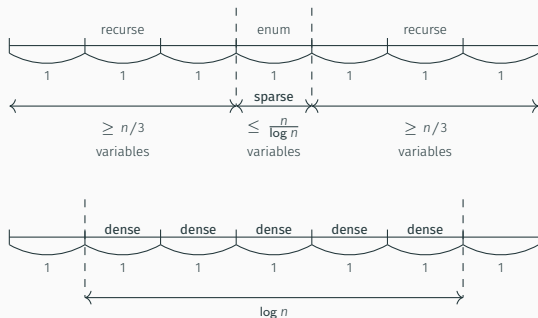 recurse enum recurse
1 1 1 1 1 1 1
sparse
≥ n/3 ≤ n/log n ≥ n/3
variables variables variables
dense dense dense dense dense
1 1 1 1 1 1 1
log n